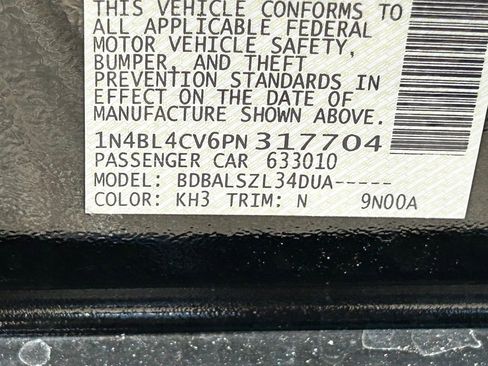 THIS VEHICLE CONFORMS TO
ALL APPLICABLE FEDERAL
MOTOR VEHICLE SAFETY,
BUMPER, AND THEFT
PREVENTION STANDARDS IN
EFFECT ON THE DATE OF
MANUFACTURE SHOWN ABOVE.
1N4BL4CV6PN317704
PASSENGER CAR 633010
MODEL: BDBALSZL34DUA-----
COLOR: KH3 TRIM: N 9N00A